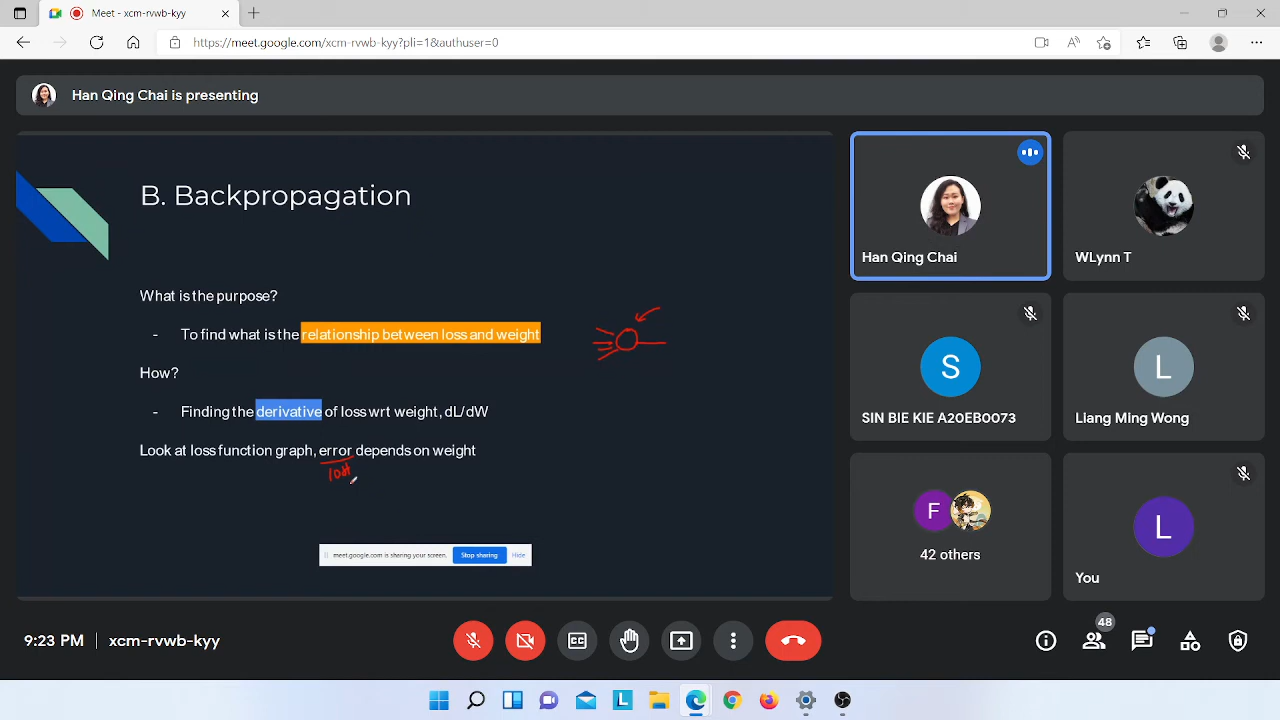 Meet - xcm-rvwb-kyy
https://meet.google.com/xcm-rvwb-kyy?pli=1&authuser=0
Han Qing Chai is presenting
B. Backpropagation
What is the purpose?
- To find what is the relationship between loss and weight
How?
- Finding the derivative of loss wrt weight, dL/dW
Look at loss function graph, error depends on weight
meet.google.com is sharing your screen.
Stop sharing
Hide
Han Qing Chai
WLynn T
S
SIN BIE KIE A20EB0073
L
Liang Ming Wong
F
42 others
L
You
9:23 PM
xcm-rvwb-kyy
CC
48
L